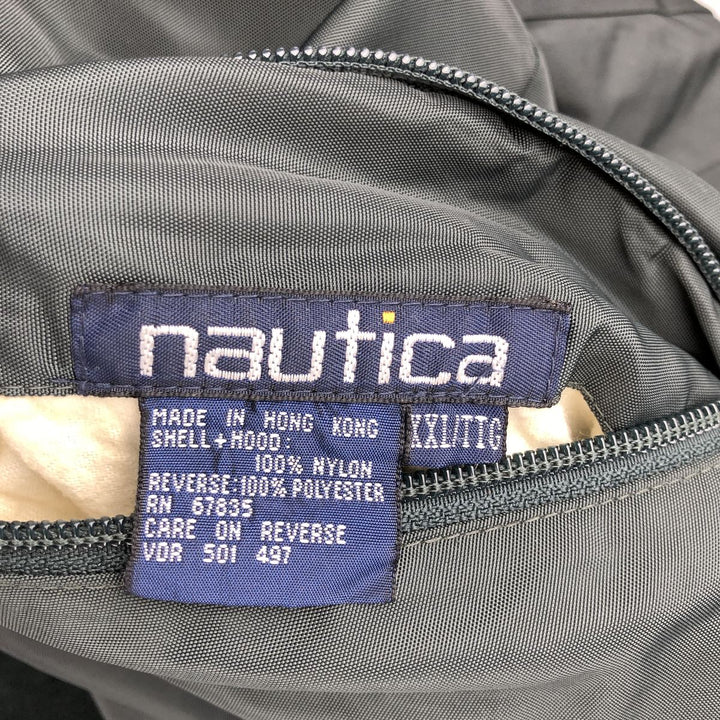 nautica
XXL/TTG
MADE IN HONG KONG
SHELL+HOOD:
100% NYLON
REVERSE:100% POLYESTER
RN 67835
CARE ON REVERSE
VDR 501 497